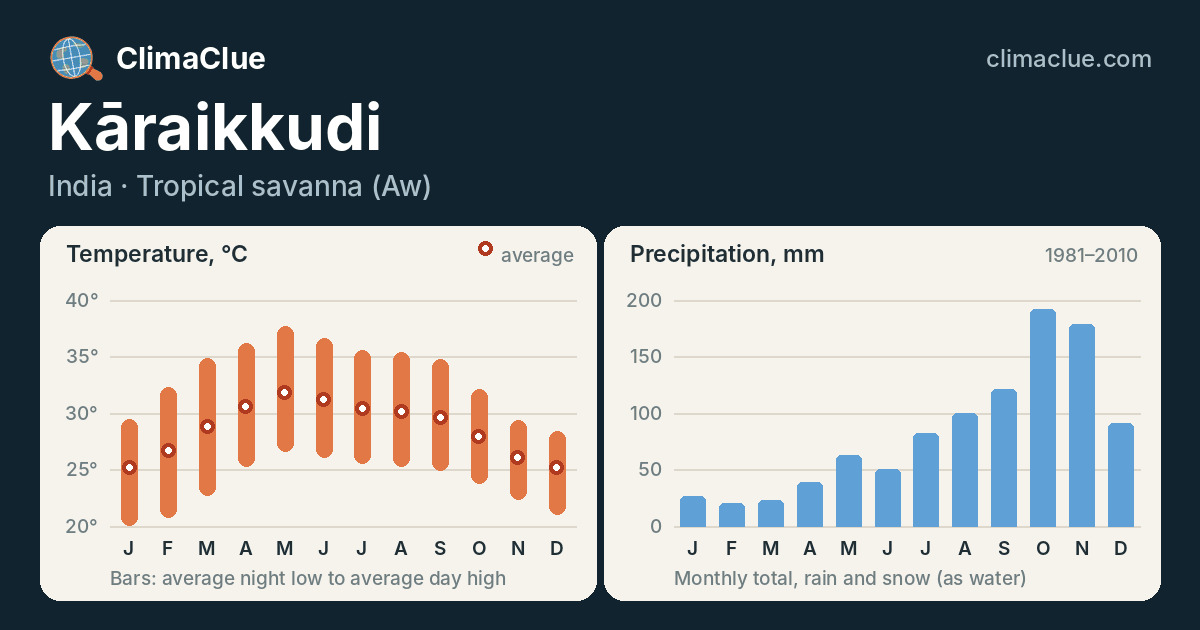 ClimaClue
climaclue.com
Kāraikkudi
India · Tropical savanna (Aw)
Temperature, °C
average
40°
35°
30°
25°
20°
J F M A M J J A S O N D
Bars: average night low to average day high
Precipitation, mm
1981–2010
200
150
100
50
0
J F M A M J J A S O N D
Monthly total, rain and snow (as water)